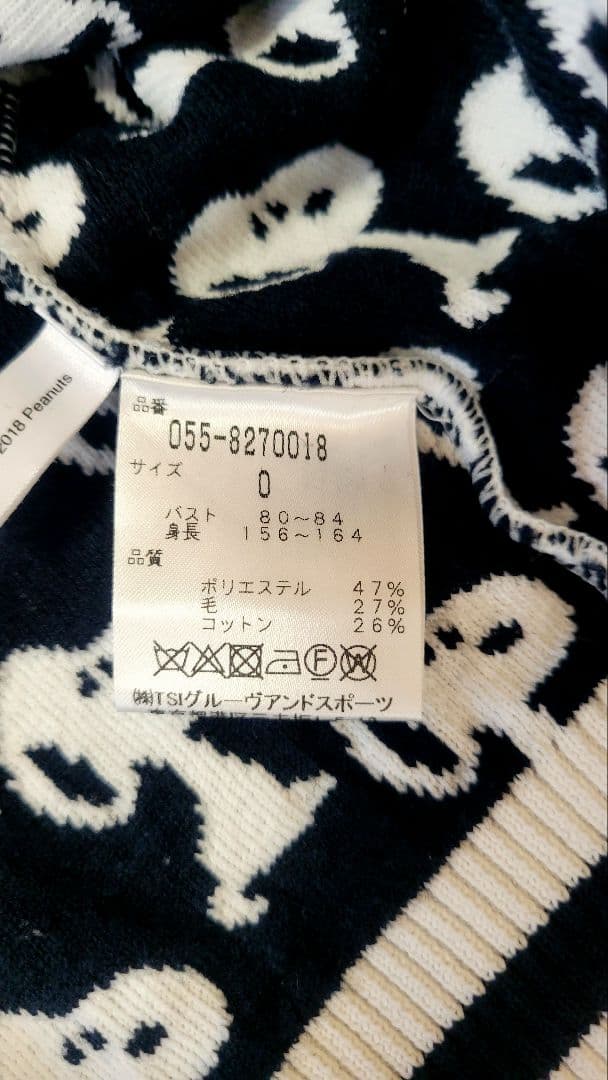 2018 Peanuts
品番
055-8270018
サイズ
0
バスト 80～84
身長 156～164
品質
ポリエステル 47%
毛 27%
コットン 26%
F
W
㈱TSIグルーヴアンドスポーツ